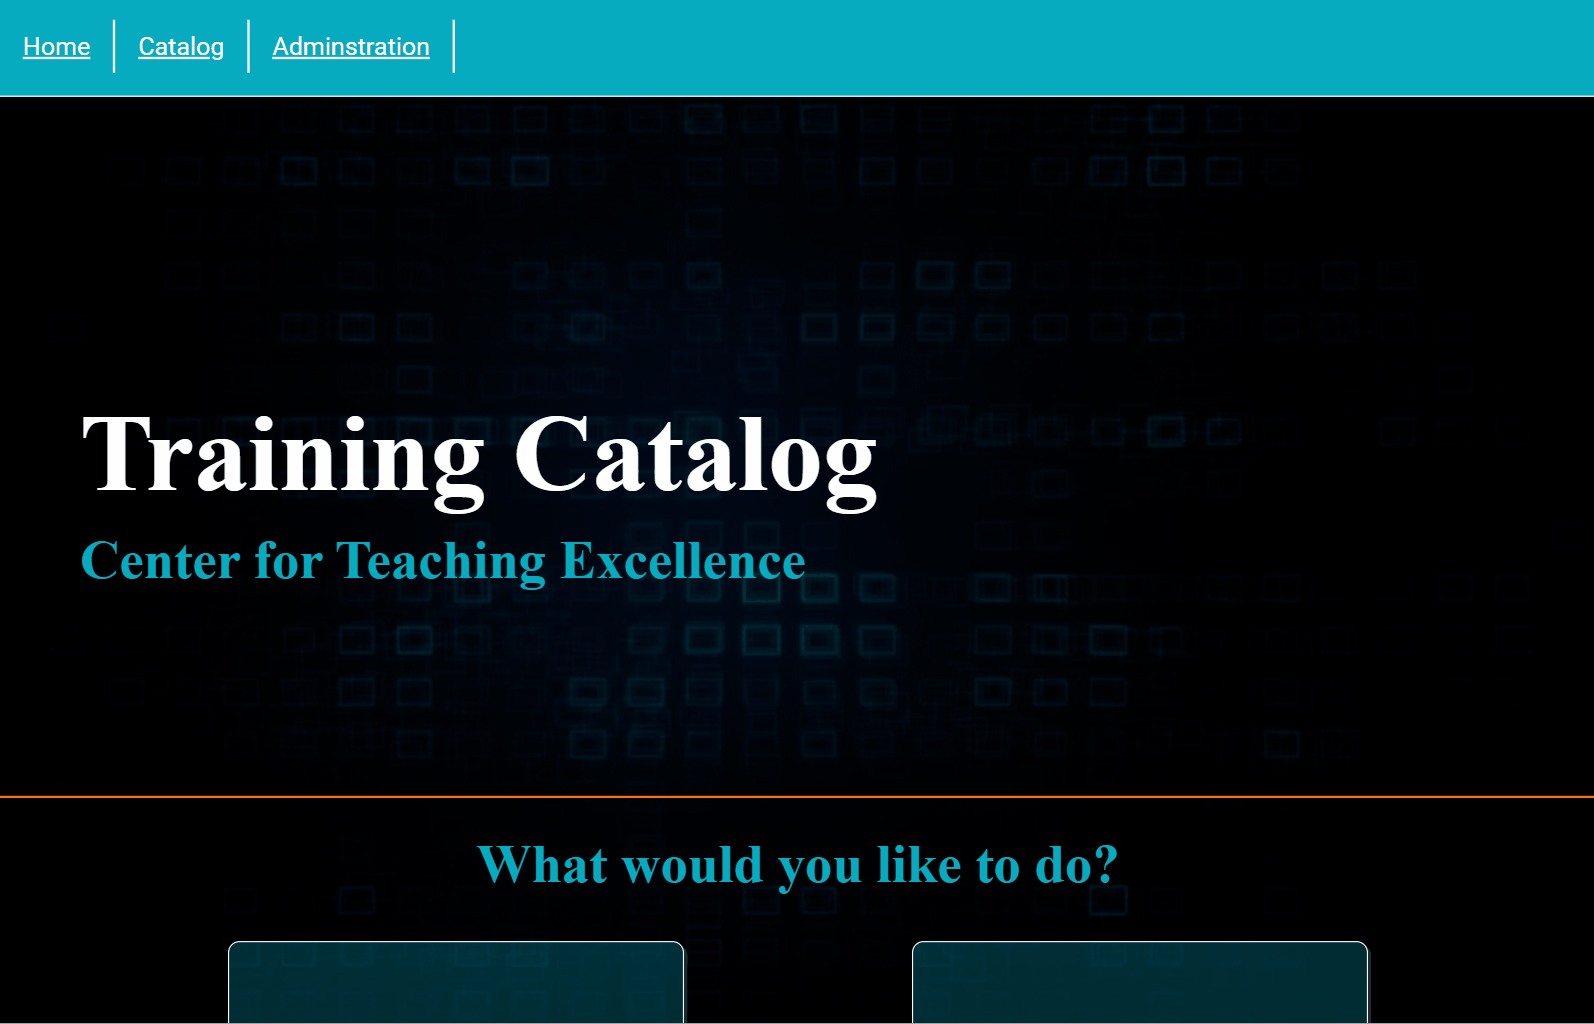 Home
Catalog
Adminstration
Training Catalog
Center for Teaching Excellence
What would you like to do?